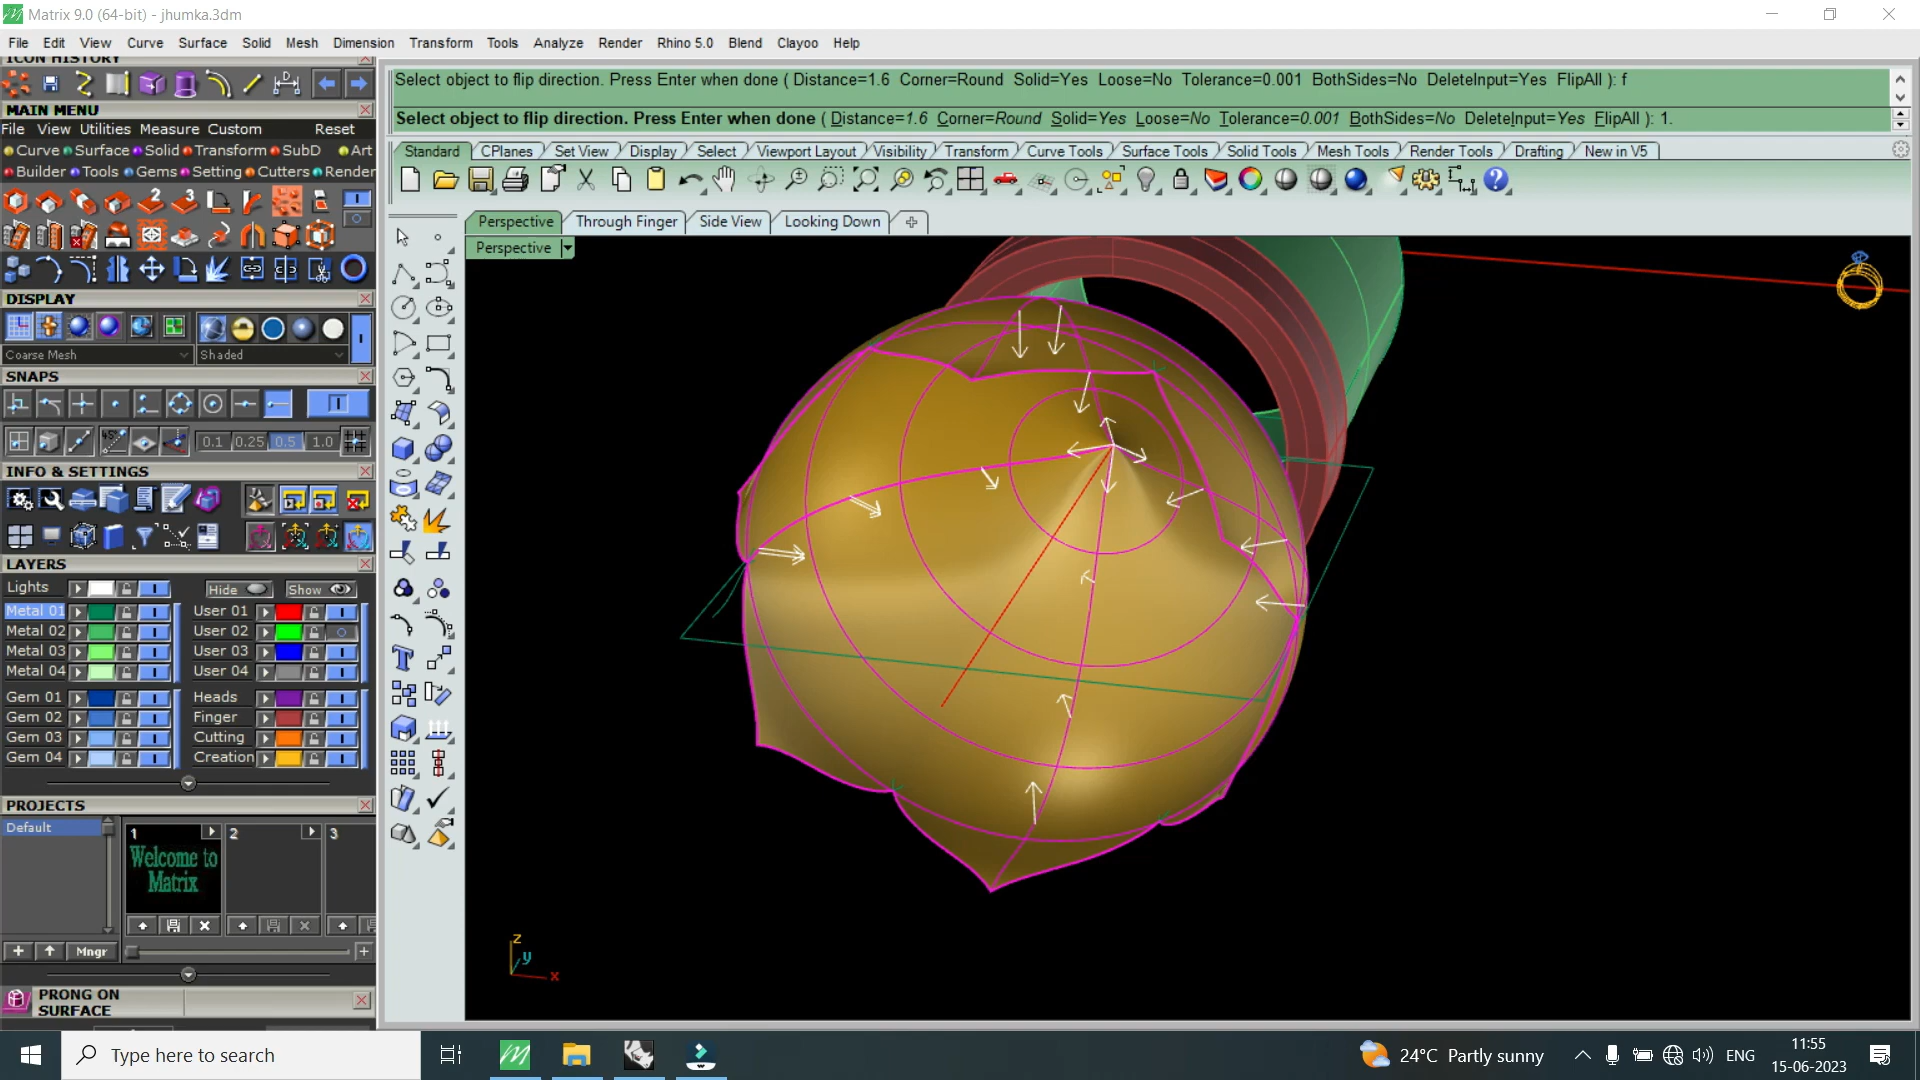 Matrix 9.0 (64-bit) - jhumka.3dm
File Edit View Curve Surface Solid Mesh Dimension Transform Tools Analyze Render Rhino 5.0 Blend Clayoo Help
ICON HISTORY
Select object to flip direction. Press Enter when done ( Distance=1.6 Corner=Round Solid=Yes Loose=No Tolerance=0.001 BothSides=No DeleteInput=Yes FlipAll ): f
Select object to flip direction. Press Enter when done ( Distance=1.6 Corner=Round Solid=Yes Loose=No Tolerance=0.001 BothSides=No DeleteInput=Yes FlipAll ): 1.
MAIN MENU
File View Utilities Measure Custom Reset
Curve Surface Solid Transform SubD Art
Builder Tools Gems Setting Cutters Render
Standard CPlanes Set View Display Select Viewport Layout Visibility Transform Curve Tools Surface Tools Solid Tools Mesh Tools Render Tools Drafting New in V5
2 3
Perspective Through Finger Side View Looking Down
Perspective
DISPLAY
Coarse Mesh Shaded
SNAPS
0.1 0.25 0.5 1.0
INFO & SETTINGS
LAYERS
Lights Hide Show
Metal 01 User 01
Metal 02 User 02
Metal 03 User 03
Metal 04 User 04
Gem 01 Heads
Gem 02 Finger
Gem 03 Cutting
Gem 04 Creation
PROJECTS
Default
1 2 3
Welcome to
Matrix
Mngr
PRONG ON
SURFACE
z
y
x
Type here to search
24°C Partly sunny
ENG
11:55
15-06-2023